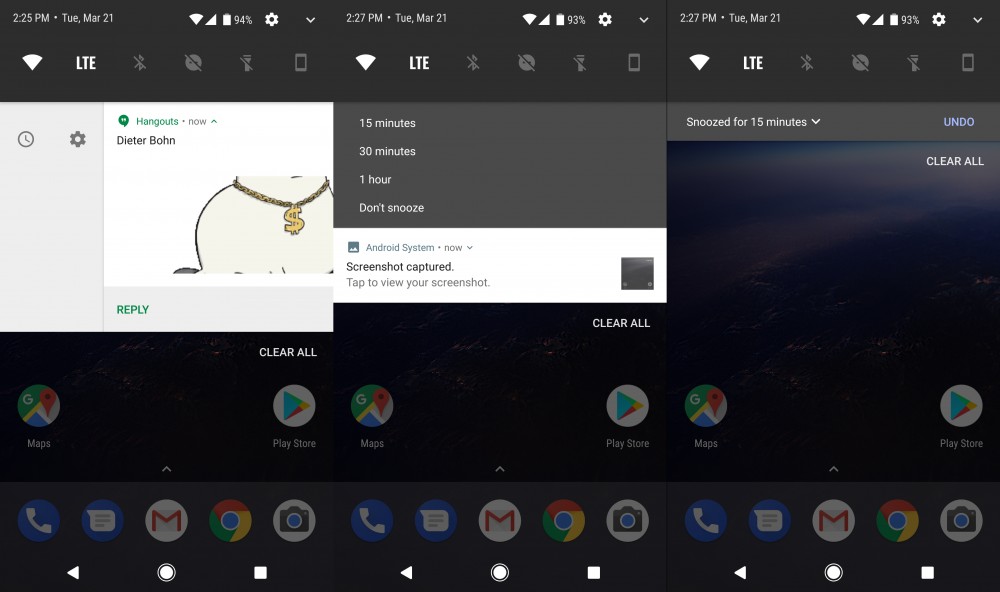 2:25 PM • Tue, Mar 21
94%
LTE
Hangouts • now
Dieter Bohn
$
REPLY
CLEAR ALL
G
Maps
Play Store
2:27 PM • Tue, Mar 21
93%
LTE
15 minutes
30 minutes
1 hour
Don't snooze
Android System • now
Screenshot captured.
Tap to view your screenshot.
CLEAR ALL
G
Maps
Play Store
2:27 PM • Tue, Mar 21
93%
LTE
Snoozed for 15 minutes
UNDO
CLEAR ALL
G
Maps
Play Store